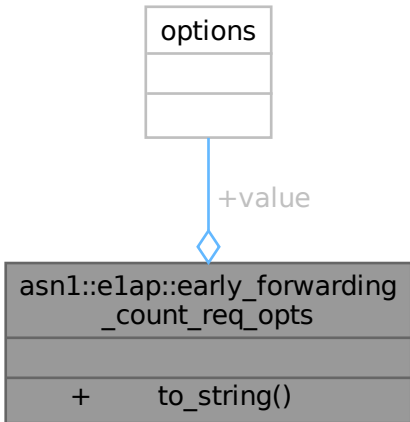 options
+value
asn1::e1ap::early_forwarding
_count_req_opts
+ to_string()